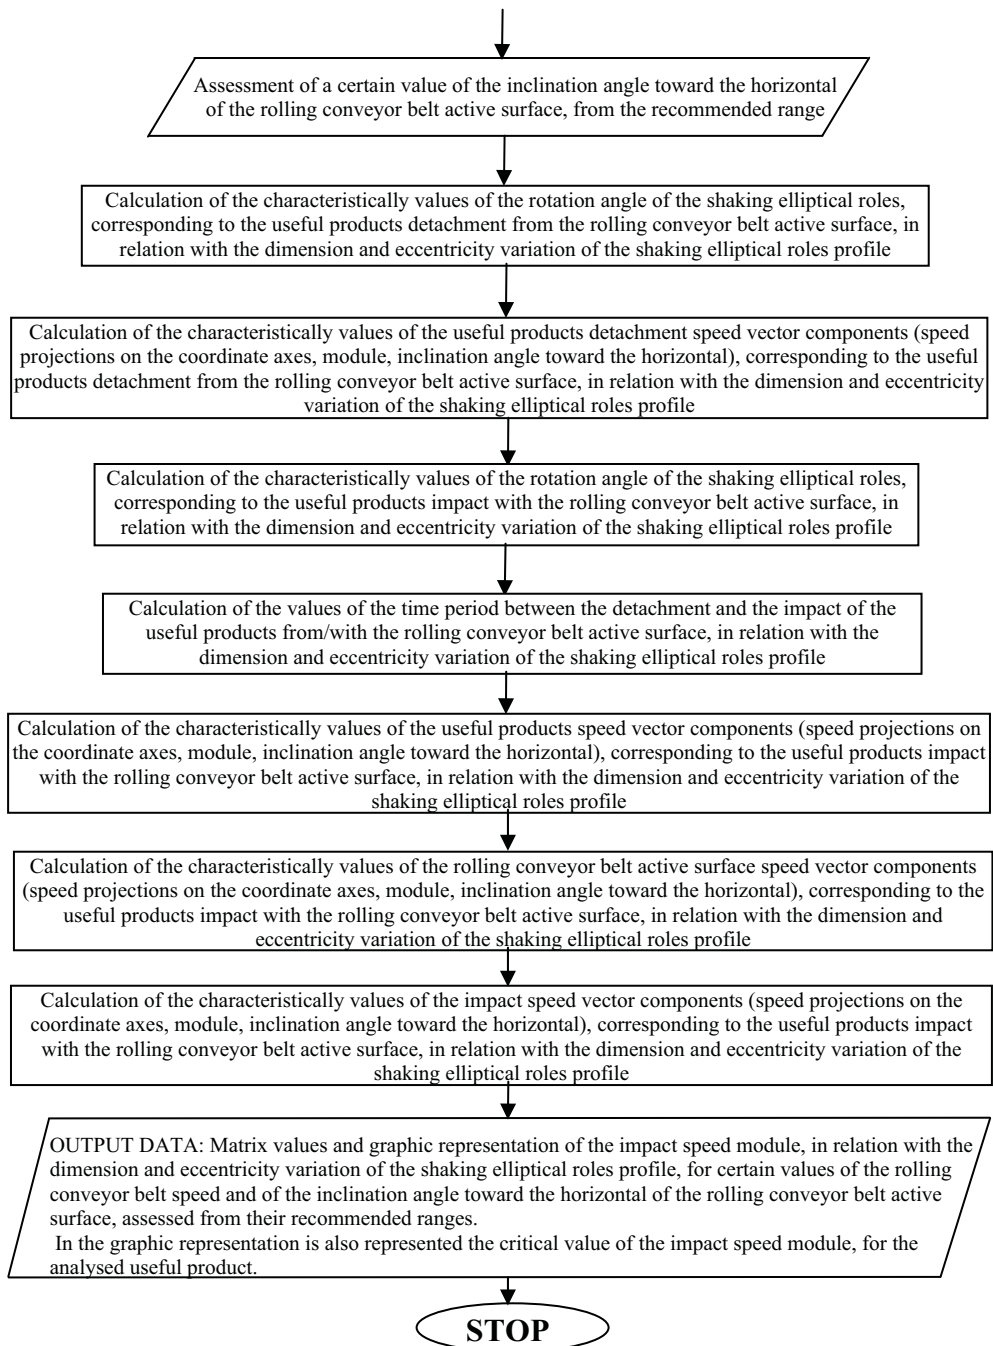 Assessment of a certain value of the inclination angle toward the horizontal
of the rolling conveyor belt active surface, from the recommended range
Calculation of the characteristically values of the rotation angle of the shaking elliptical roles,
corresponding to the useful products detachment from the rolling conveyor belt active surface, in
relation with the dimension and eccentricity variation of the shaking elliptical roles profile
Calculation of the characteristically values of the useful products detachment speed vector components (speed
projections on the coordinate axes, module, inclination angle toward the horizontal), corresponding to the useful
products detachment from the rolling conveyor belt active surface, in relation with the dimension and eccentricity
variation of the shaking elliptical roles profile
Calculation of the characteristically values of the rotation angle of the shaking elliptical roles,
corresponding to the useful products impact with the rolling conveyor belt active surface, in
relation with the dimension and eccentricity variation of the shaking elliptical roles profile
Calculation of the values of the time period between the detachment and the impact of the
useful products from/with the rolling conveyor belt active surface, in relation with the
dimension and eccentricity variation of the shaking elliptical roles profile
Calculation of the characteristically values of the useful products speed vector components (speed projections on
the coordinate axes, module, inclination angle toward the horizontal), corresponding to the useful products impact
with the rolling conveyor belt active surface, in relation with the dimension and eccentricity variation of the
shaking elliptical roles profile
Calculation of the characteristically values of the rolling conveyor belt active surface speed vector components
(speed projections on the coordinate axes, module, inclination angle toward the horizontal), corresponding to the
useful products impact with the rolling conveyor belt active surface, in relation with the dimension and
eccentricity variation of the shaking elliptical roles profile
Calculation of the characteristically values of the impact speed vector components (speed projections on the
coordinate axes, module, inclination angle toward the horizontal), corresponding to the useful products impact
with the rolling conveyor belt active surface, in relation with the dimension and eccentricity variation of the
shaking elliptical roles profile
OUTPUT DATA: Matrix values and graphic representation of the impact speed module, in relation with the
dimension and eccentricity variation of the shaking elliptical roles profile, for certain values of the rolling
conveyor belt speed and of the inclination angle toward the horizontal of the rolling conveyor belt active
surface, assessed from their recommended ranges.
In the graphic representation is also represented the critical value of the impact speed module, for the
analysed useful product.
STOP